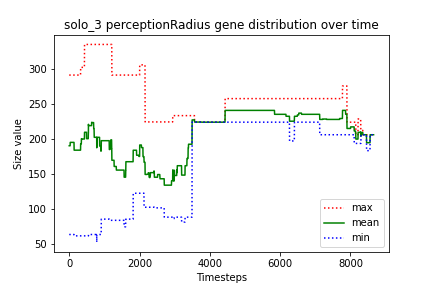 solo_3 perceptionRadius gene distribution over time
Size value
300
250
200
150
100
50
0
2000
4000
6000
8000
Timesteps
max
mean
min